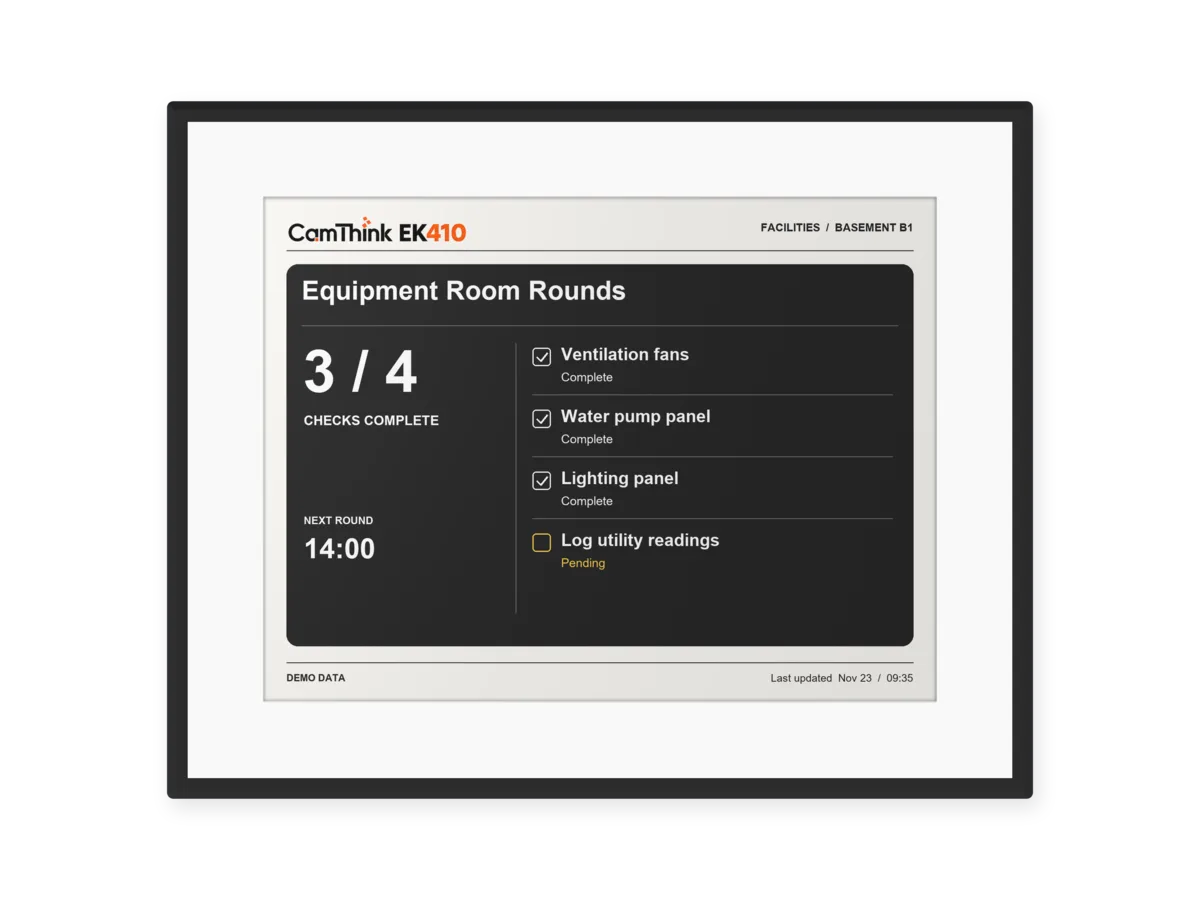 CamThink EK410
FACILITIES / BASEMENT B1
Equipment Room Rounds
3 / 4
CHECKS COMPLETE
NEXT ROUND
14:00
Ventilation fans
Complete
Water pump panel
Complete
Lighting panel
Complete
Log utility readings
Pending
DEMO DATA
Last updated Nov 23 / 09:35